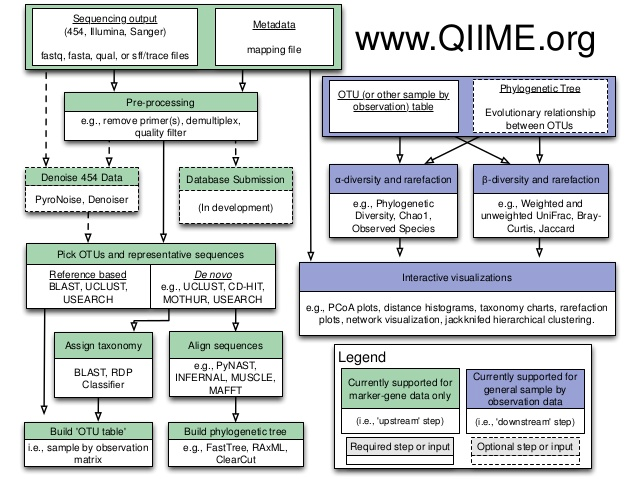 Sequencing output
(454, Illumina, Sanger)
fastq, fasta, qual, or sff/trace files
Metadata
mapping file
www.QIIME.org
Pre-processing
e.g., remove primer(s), demultiplex,
quality filter
OTU (or other sample by
observation) table
Phylogenetic Tree
Evolutionary relationship
between OTUs
Denoise 454 Data
PyroNoise, Denoiser
Database Submission
(In development)
α-diversity and rarefaction
e.g., Phylogenetic
Diversity, Chao1,
Observed Species
β-diversity and rarefaction
e.g., Weighted and
unweighted UniFrac, Bray-
Curtis, Jaccard
Pick OTUs and representative sequences
Reference based
BLAST, UCLUST,
USEARCH
De novo
e.g., UCLUST, CD-HIT,
MOTHUR, USEARCH
Interactive visualizations
e.g., PCoA plots, distance histograms, taxonomy charts, rarefaction
plots, network visualization, jackknifed hierarchical clustering.
Assign taxonomy
BLAST, RDP
Classifier
Align sequences
e.g., PyNAST,
INFERNAL, MUSCLE,
MAFFT
Build 'OTU table'
i.e., sample by observation
matrix
Build phylogenetic tree
e.g., FastTree, RAxML,
ClearCut
Legend
Currently supported for
marker-gene data only
(i.e., 'upstream' step)
Currently supported for
general sample by
observation data
(i.e., 'downstream' step)
Required step or input
Optional step or input